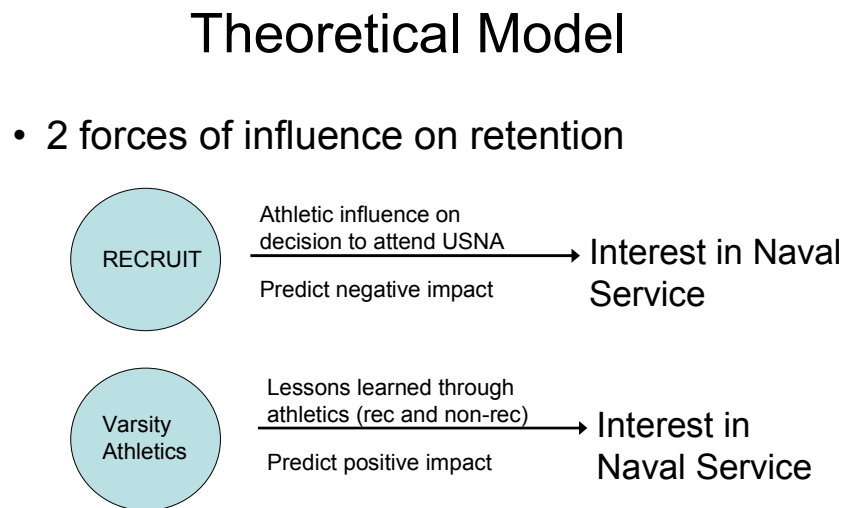 Theoretical Model
• 2 forces of influence on retention
RECRUIT
Athletic influence on
decision to attend USNA
Predict negative impact
Interest in Naval
Service
Varsity
Athletics
Lessons learned through
athletics (rec and non-rec)
Predict positive impact
Interest in
Naval Service